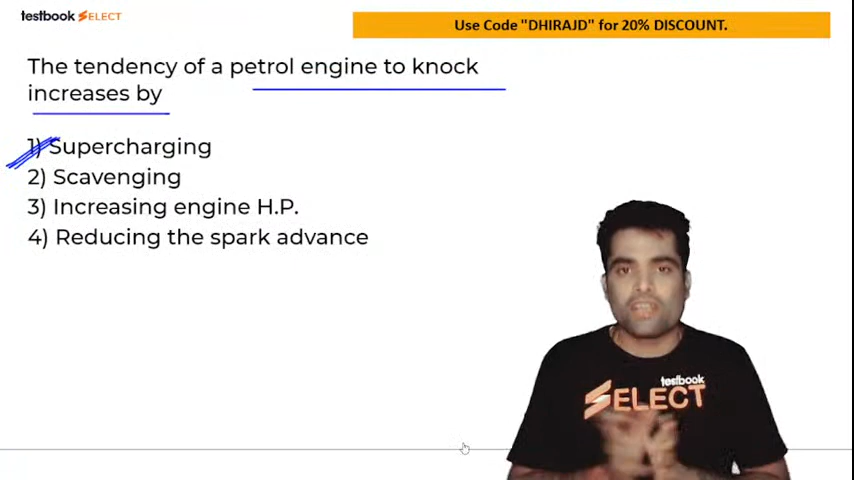 testbook SELECT
Use Code "DHIRAJD" for 20% DISCOUNT.
The tendency of a petrol engine to knock
increases by
1) Supercharging
2) Scavenging
3) Increasing engine H.P.
4) Reducing the spark advance
testbook
SELECT